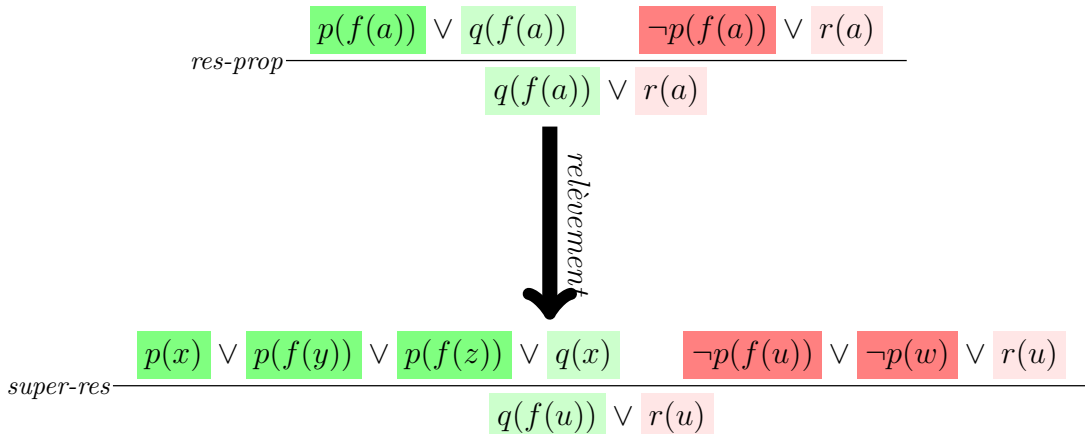 p(f(a)) ∨ q(f(a)) ¬p(f(a)) ∨ r(a)
res-prop
q(f(a)) ∨ r(a)
relèvement
p(x) ∨ p(f(y)) ∨ p(f(z)) ∨ q(x) ¬p(f(u)) ∨ ¬p(w) ∨ r(u)
super-res
q(f(u)) ∨ r(u)